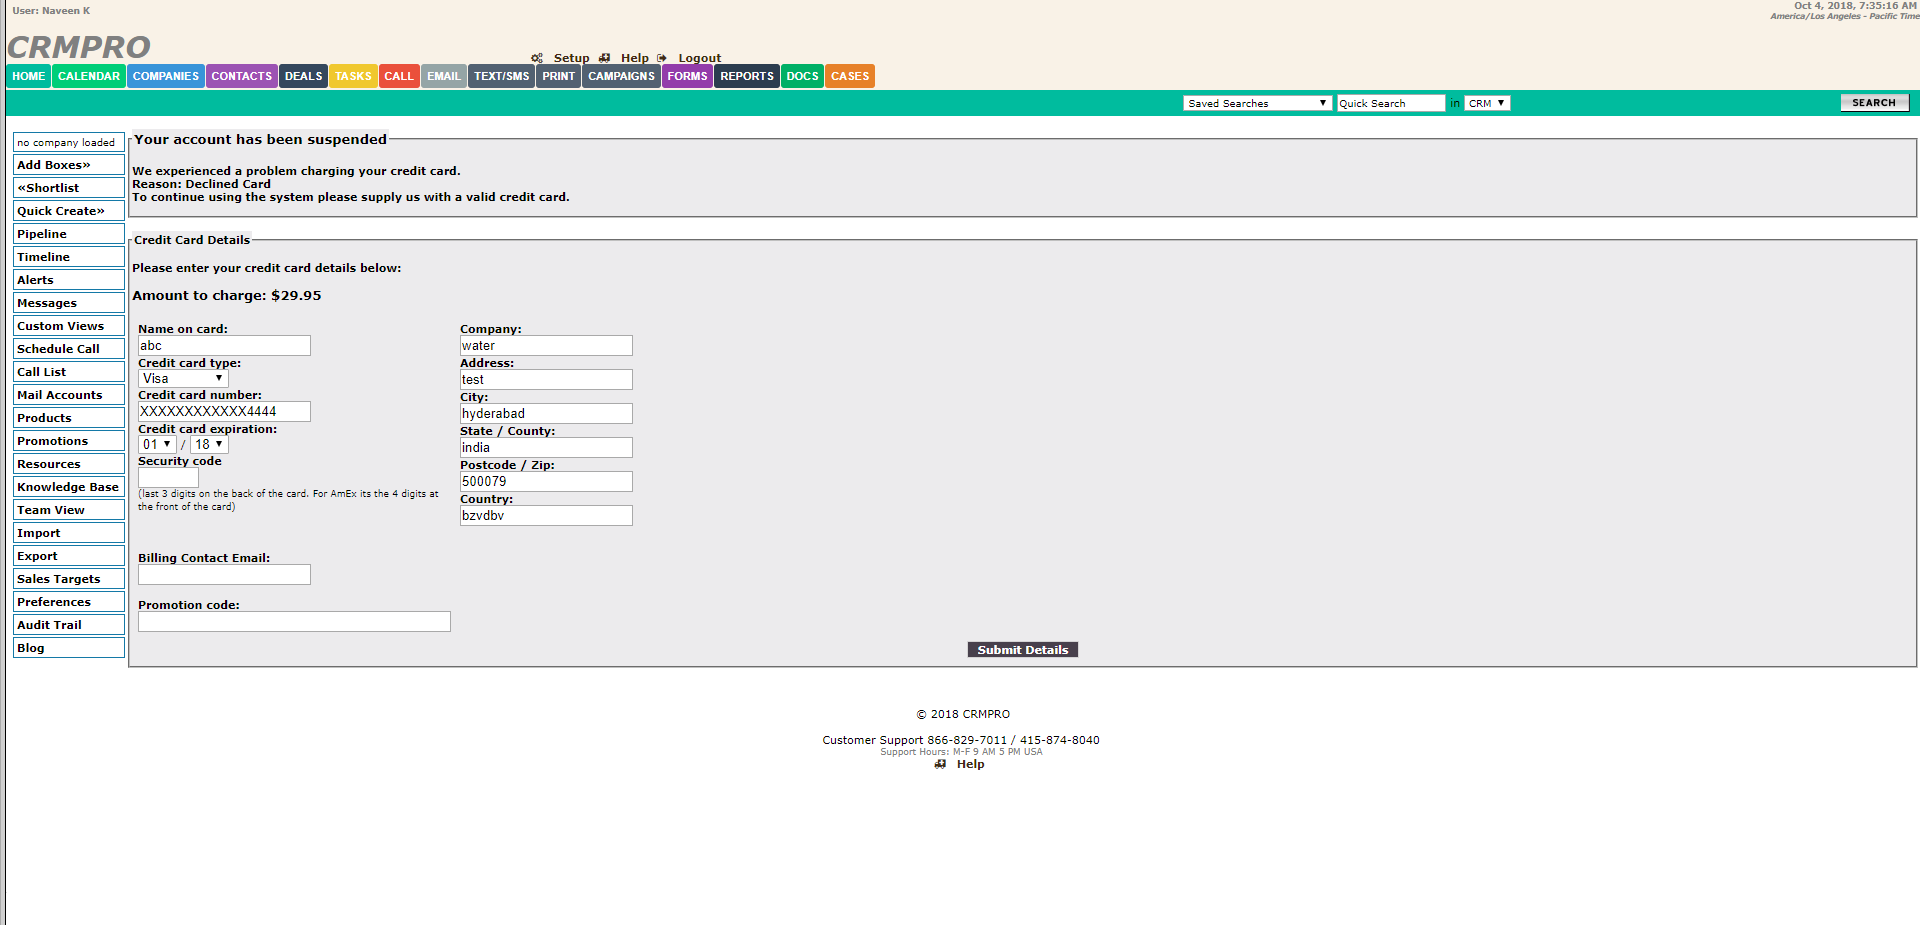 User: Naveen K
Oct 4, 2018, 7:35:16 AM
America/Los Angeles - Pacific Time
CRMPRO
Setup Help Logout
HOME CALENDAR COMPANIES CONTACTS DEALS TASKS CALL EMAIL TEXT/SMS PRINT CAMPAIGNS FORMS REPORTS DOCS CASES
Saved Searches Quick Search in CRM SEARCH
no company loaded
Add Boxes»
«Shortlist
Quick Create»
Pipeline
Timeline
Alerts
Messages
Custom Views
Schedule Call
Call List
Mail Accounts
Products
Promotions
Resources
Knowledge Base
Team View
Import
Export
Sales Targets
Preferences
Audit Trail
Blog
Your account has been suspended
We experienced a problem charging your credit card.
Reason: Declined Card
To continue using the system please supply us with a valid credit card.
Credit Card Details
Please enter your credit card details below:
Amount to charge: $29.95
Name on card:
abc
Credit card type:
Visa
Credit card number:
XXXXXXXXXXXX4444
Credit card expiration:
01 / 18
Security code
(last 3 digits on the back of the card. For AmEx its the 4 digits at
the front of the card)
Company:
water
Address:
test
City:
hyderabad
State / County:
india
Postcode / Zip:
500079
Country:
bzvdbv
Billing Contact Email:
Promotion code:
Submit Details
© 2018 CRMPRO
Customer Support 866-829-7011 / 415-874-8040
Support Hours: M-F 9 AM 5 PM USA
Help